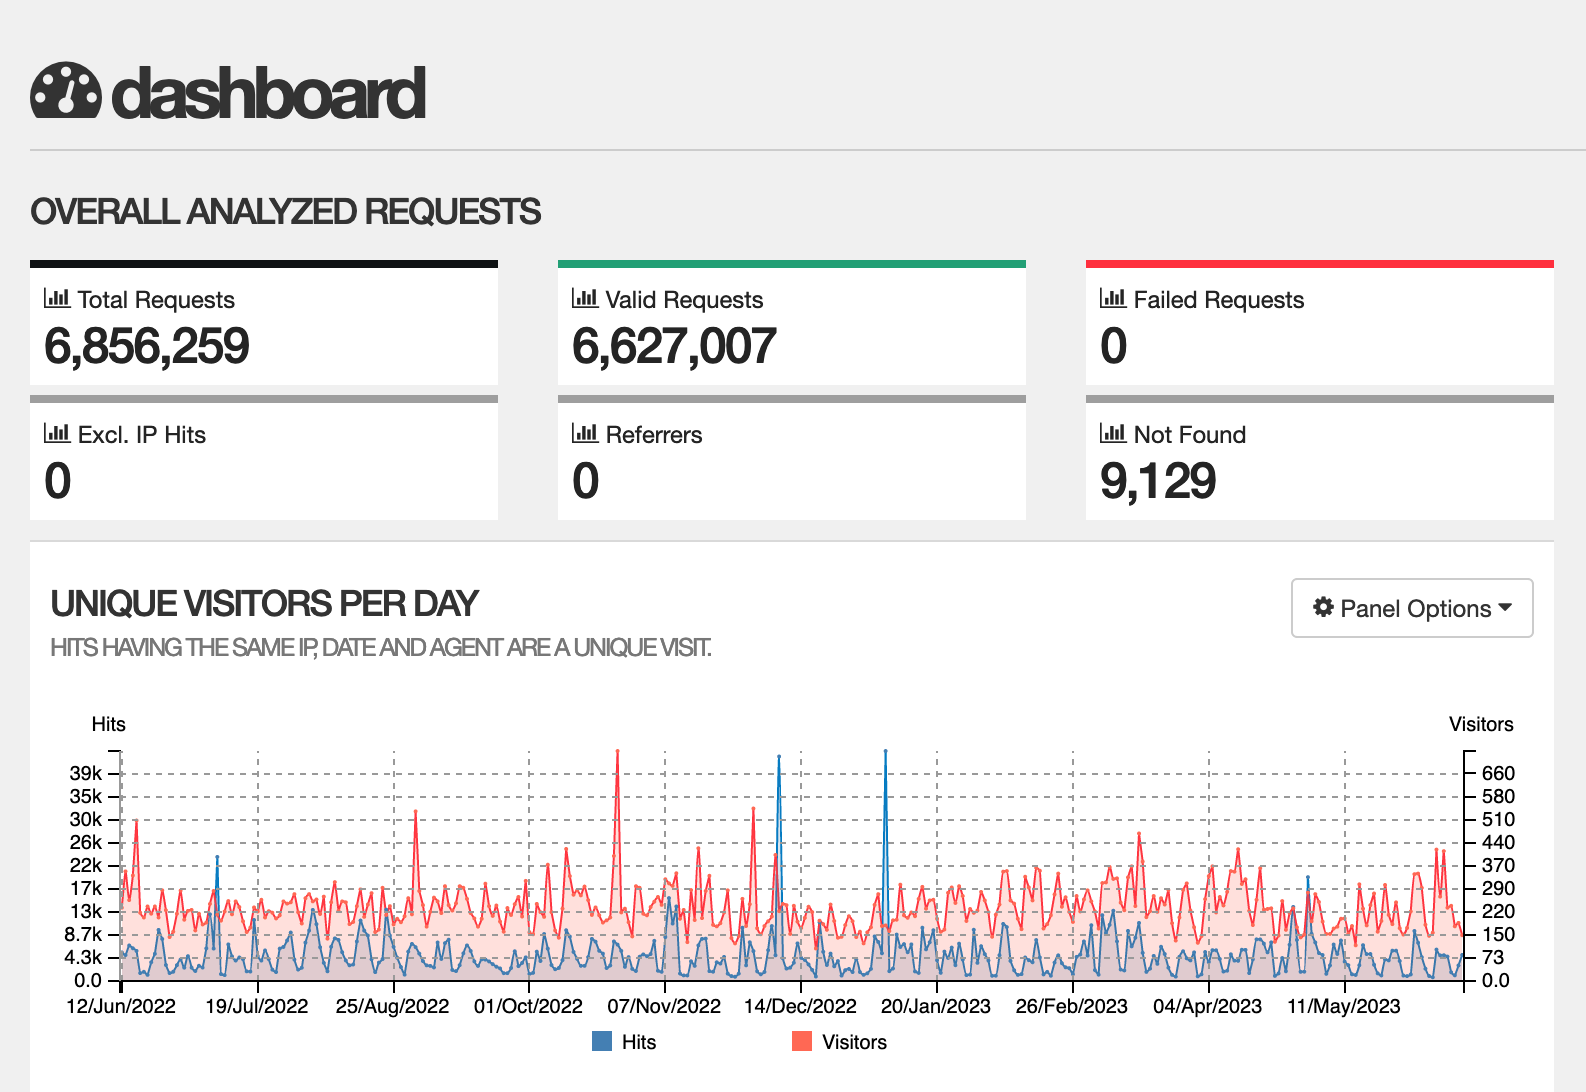 dashboard
OVERALL ANALYZED REQUESTS
Total Requests
6,856,259
Valid Requests
6,627,007
Failed Requests
0
Excl. IP Hits
0
Referrers
0
Not Found
9,129
UNIQUE VISITORS PER DAY
Panel Options
HITS HAVING THE SAME IP, DATE AND AGENT ARE A UNIQUE VISIT.
Hits
Visitors
39k
35k
30k
26k
22k
17k
13k
8.7k
4.3k
0.0
660
580
510
440
370
290
220
150
73
0.0
12/Jun/2022
19/Jul/2022
25/Aug/2022
01/Oct/2022
07/Nov/2022
14/Dec/2022
20/Jan/2023
26/Feb/2023
04/Apr/2023
11/May/2023
Hits
Visitors